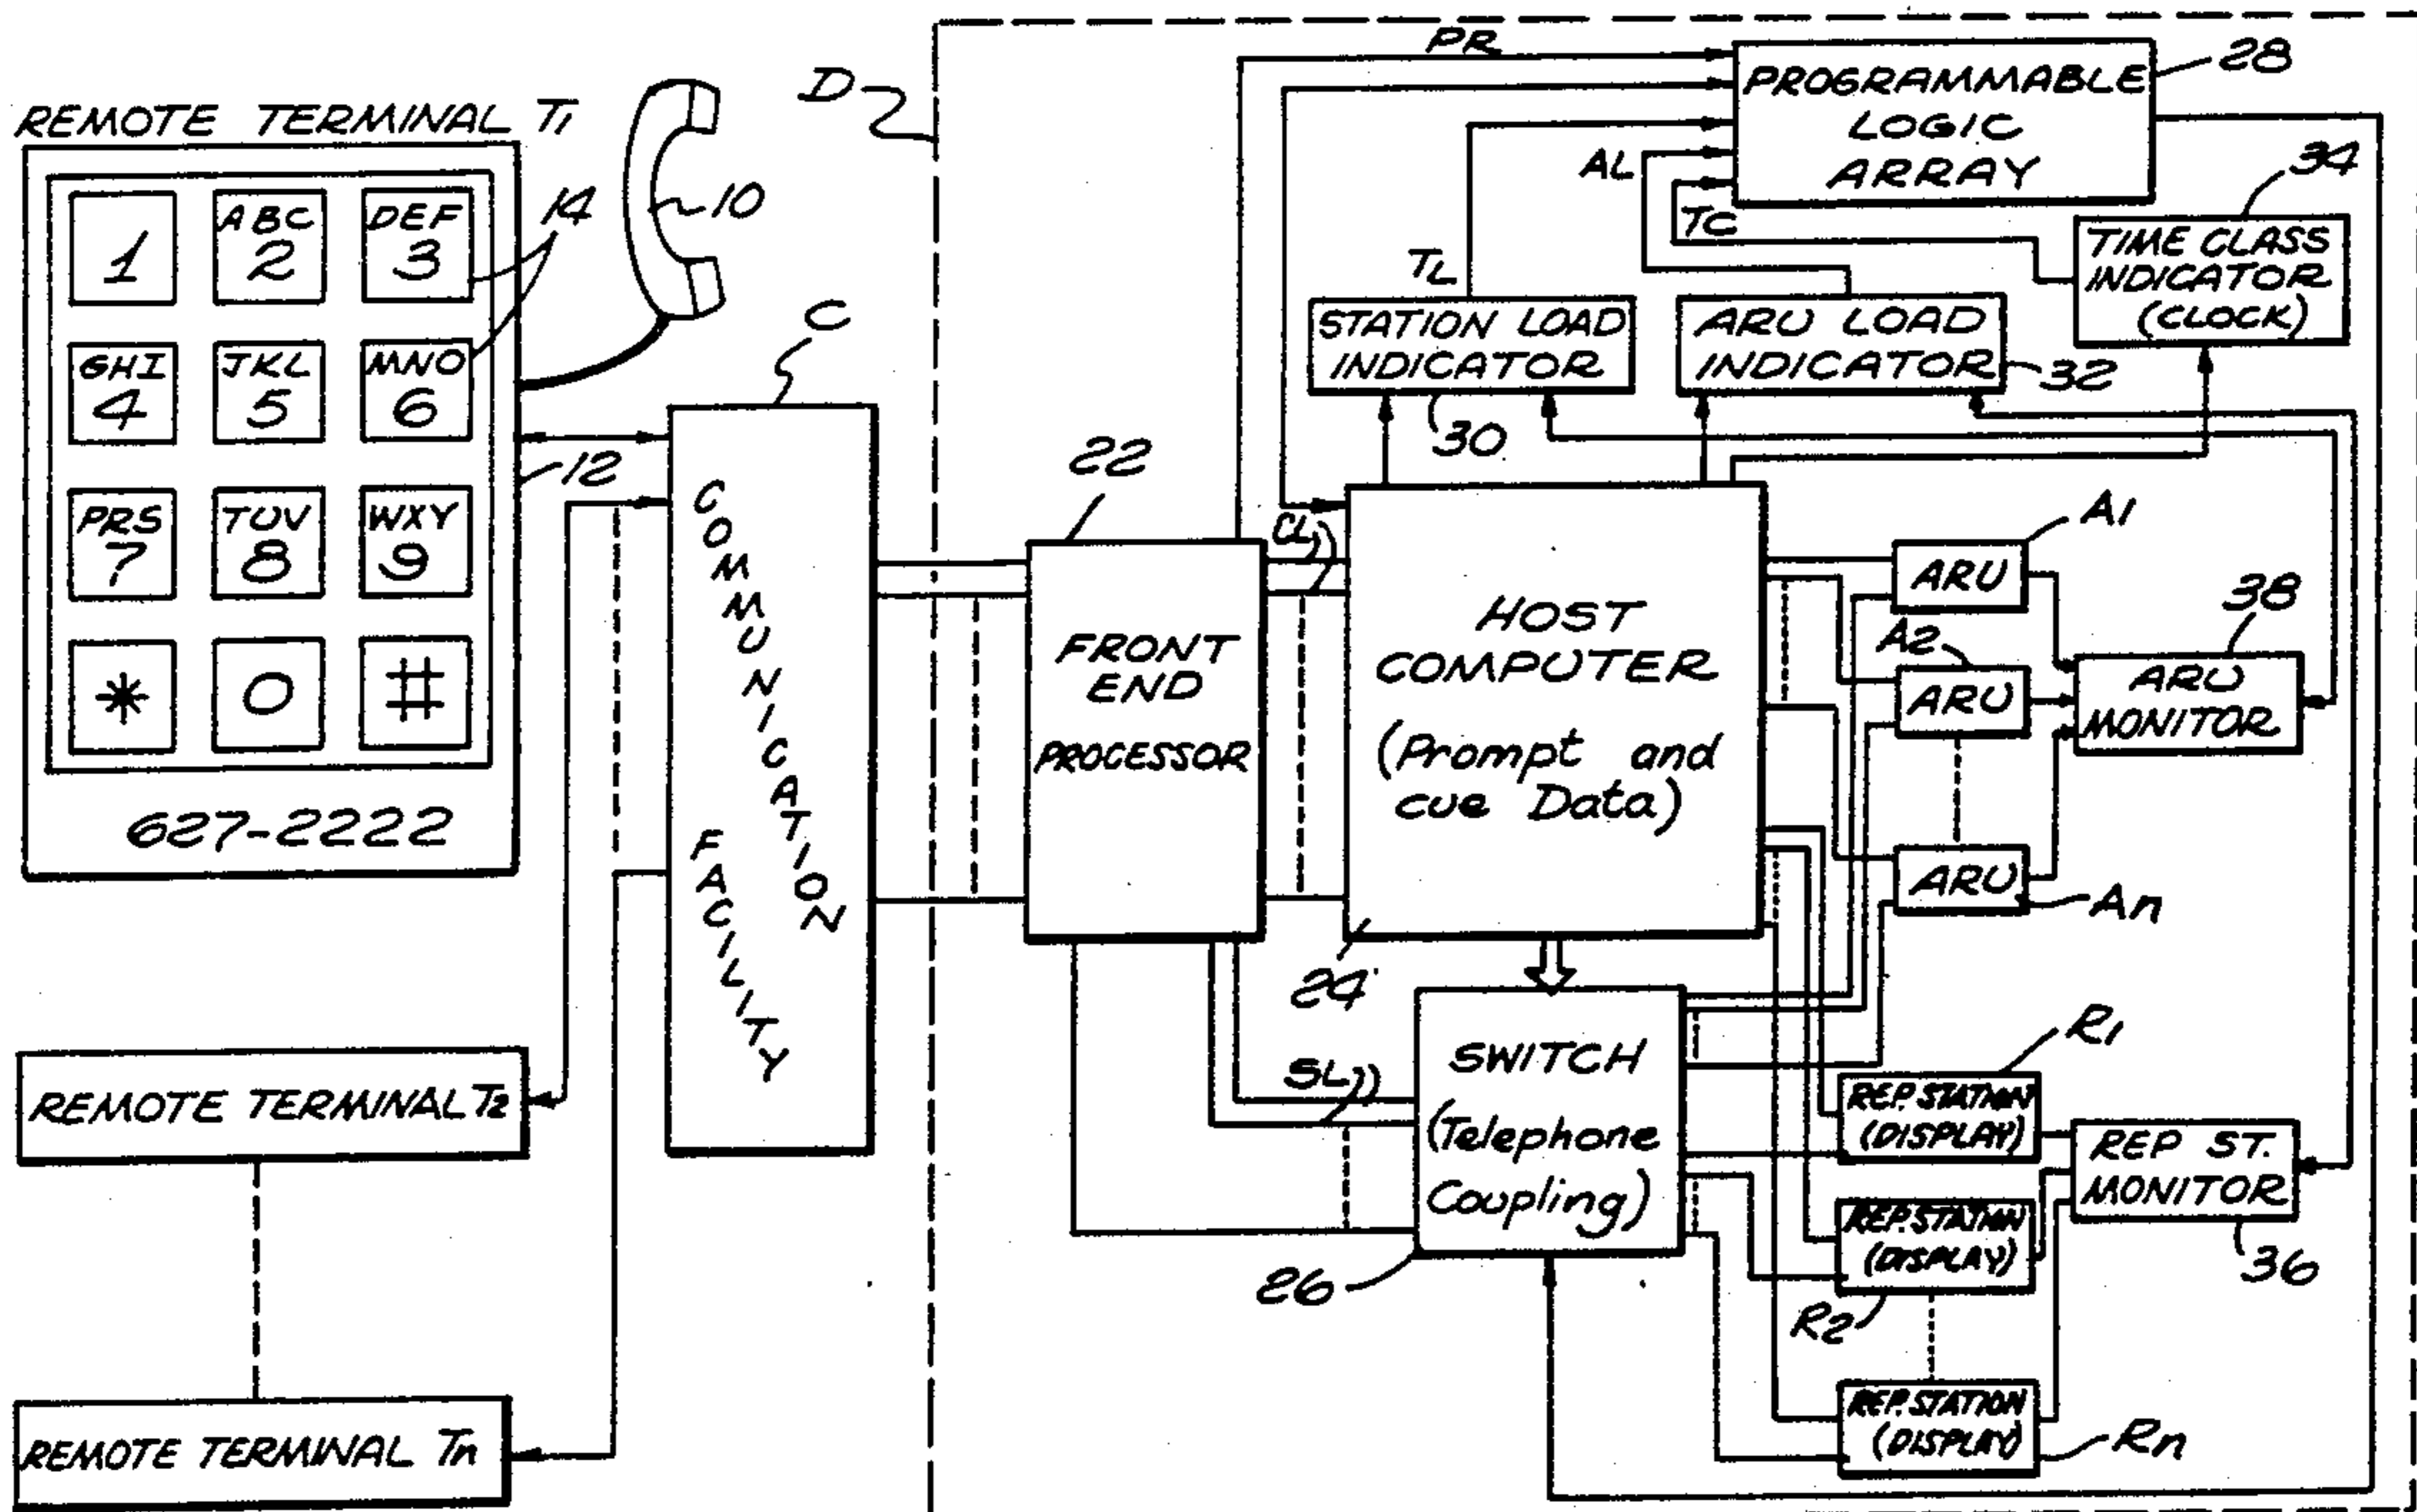 REMOTE TERMINAL T1
1
ABC
2
DEF
3
GHI
4
JKL
5
MNO
6
PRS
7
TUV
8
WXY
9
*
0
#
627-2222
14
10
12
REMOTE TERMINAL T2
REMOTE TERMINAL Tn
C
COMMUNICATION
FACILITY
D
PR
PROGRAMMABLE
LOGIC
ARRAY
28
AL
TC
TL
34
TIME CLASS
INDICATOR
(CLOCK)
STATION LOAD
INDICATOR
30
ARU LOAD
INDICATOR
32
22
FRONT
END
PROCESSOR
CL
HOST
COMPUTER
(Prompt and
cue Data)
24
A1
ARU
A2
ARU
ARU
An
38
ARU
MONITOR
SL
SWITCH
(Telephone
Coupling)
26
R1
REP. STATION
(DISPLAY)
REP. STATION
(DISPLAY)
R2
REP. STATION
(DISPLAY)
Rn
REP ST.
MONITOR
36